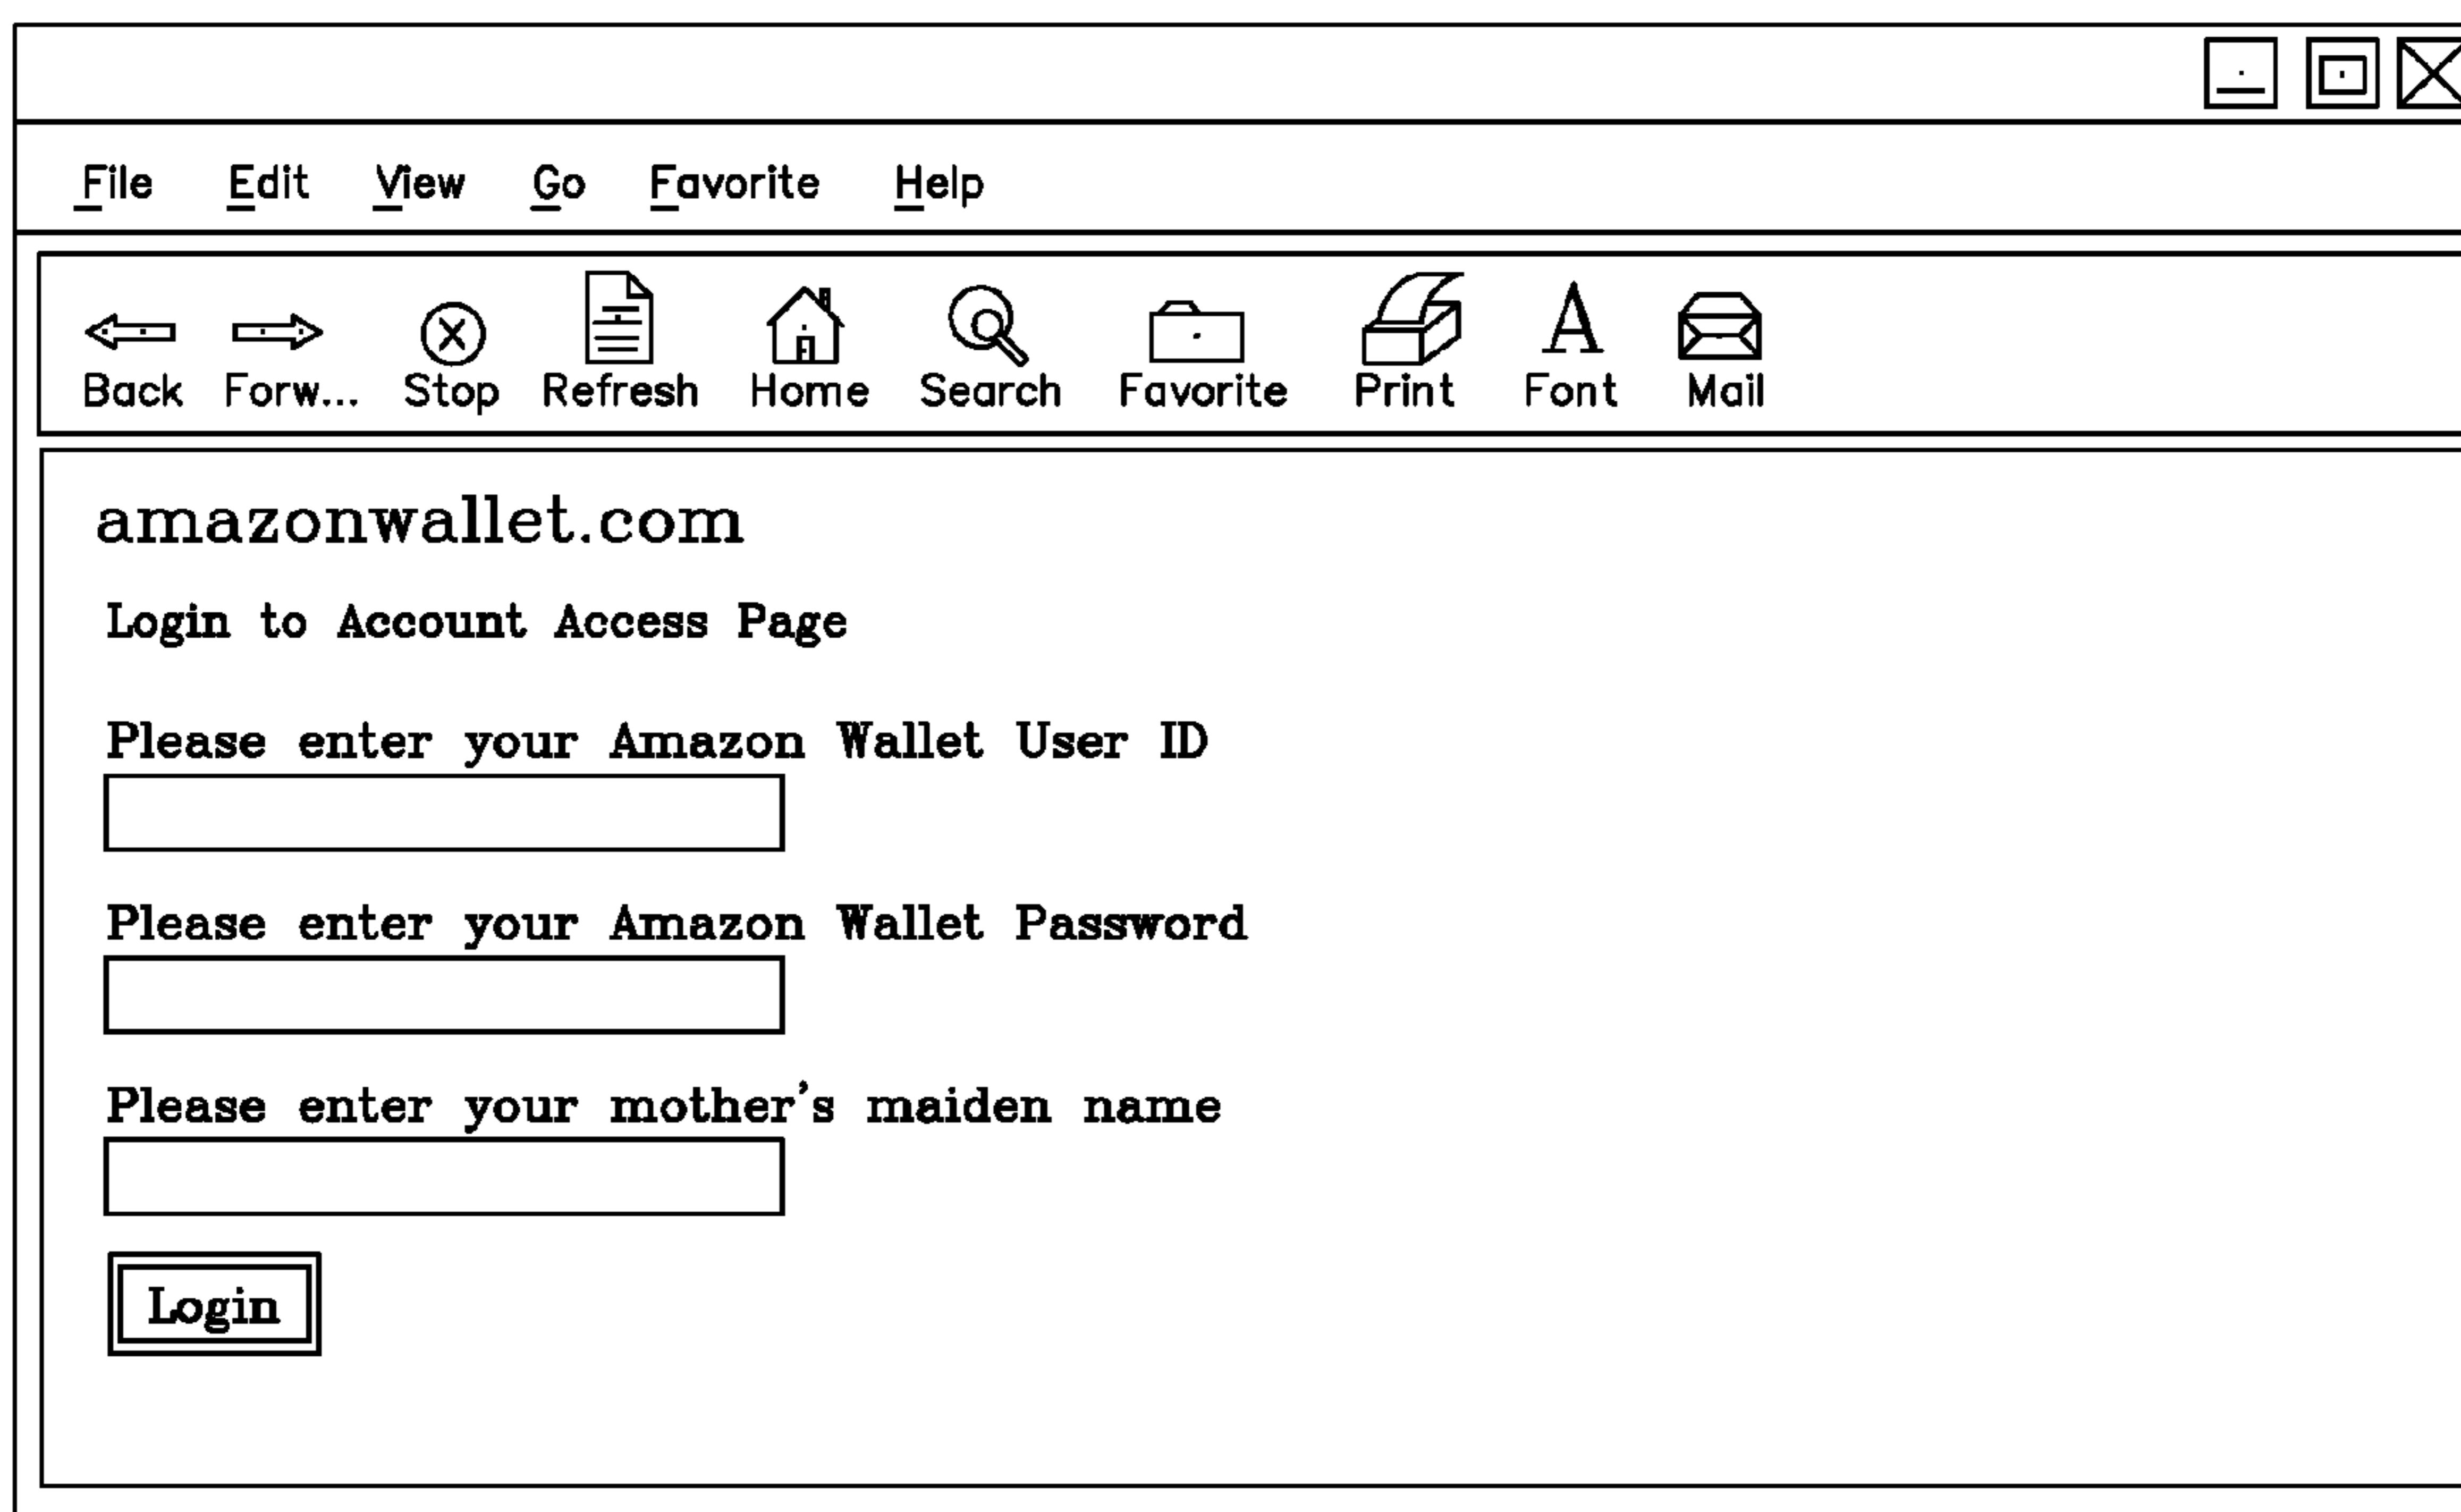 File Edit View Go Favorite Help
Back Forw... Stop Refresh Home Search Favorite Print Font Mail
amazonwallet.com
Login to Account Access Page
Please enter your Amazon Wallet User ID
Please enter your Amazon Wallet Password
Please enter your mother's maiden name
Login